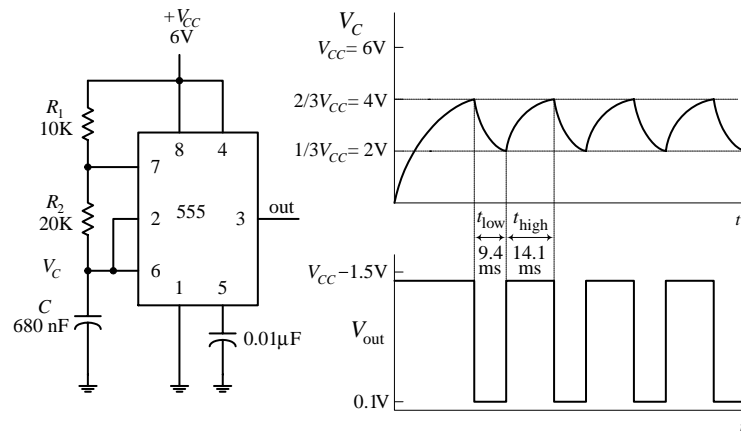 +V_CC
6V
R₁
10K
R₂
20K
V_C
C
680 nF
8 4
7
2 555 3
6
1 5
out
0.01µF
V_C
V_CC = 6V
2/3V_CC = 4V
1/3V_CC = 2V
t
t_low t_high
9.4 14.1
ms ms
V_CC −1.5V
V_out
0.1V